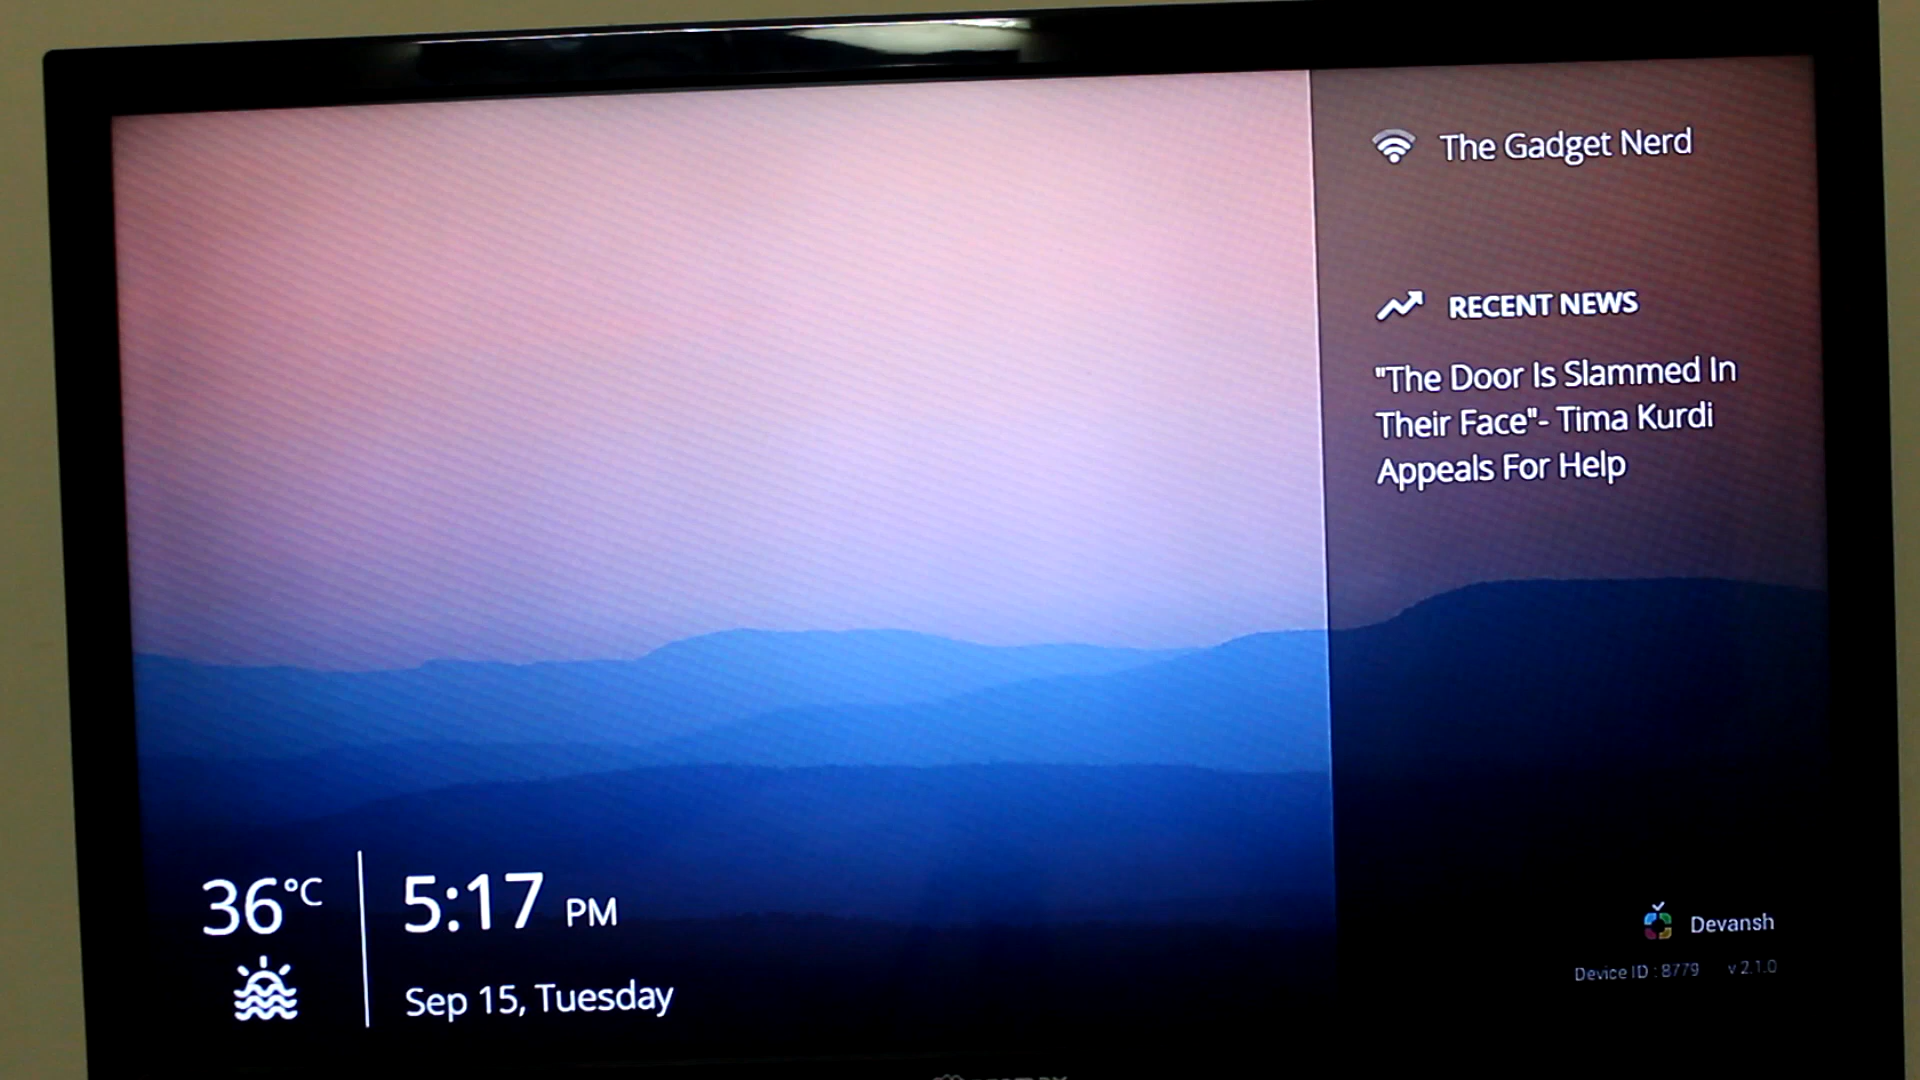 The Gadget Nerd
RECENT NEWS
"The Door Is Slammed In
Their Face"- Tima Kurdi
Appeals For Help
36°C
5:17 PM
Sep 15, Tuesday
Devansh
Device ID : 8779 v 2.1.0